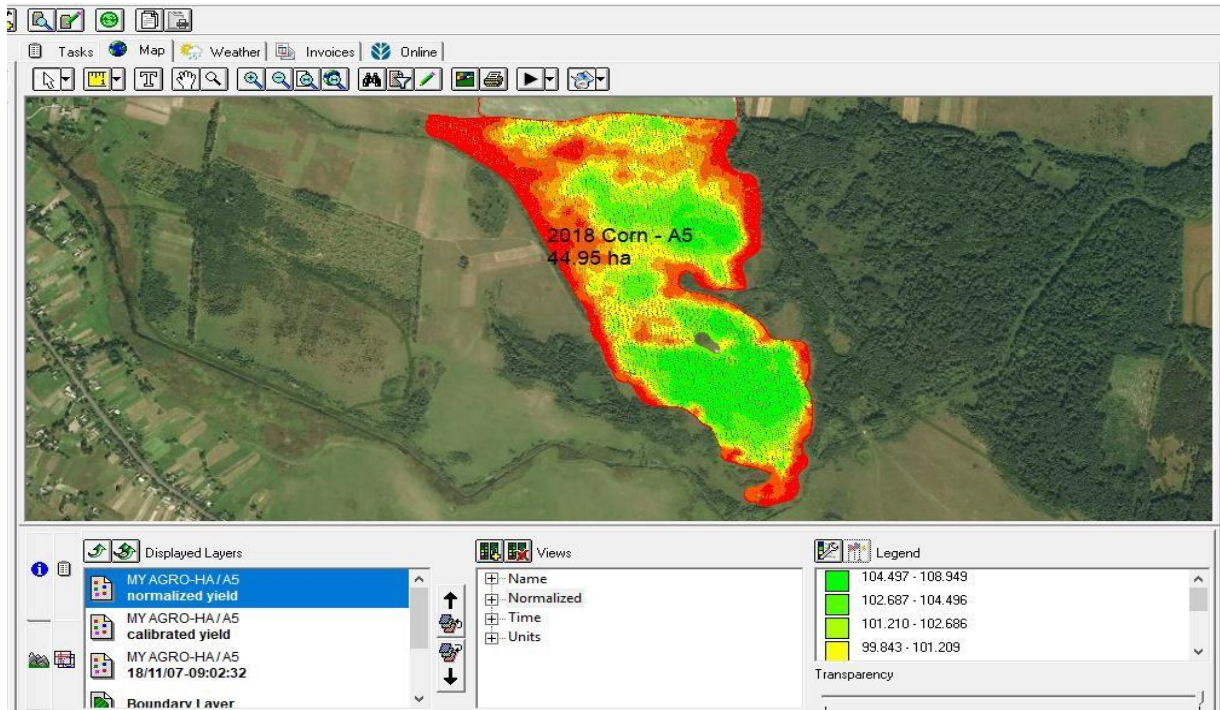 Tasks Map Weather Invoices Online
2018 Corn - A5
44,95 ha
Displayed Layers
MY AGRO-HA / A5
normalized yield
MY AGRO-HA / A5
calibrated yield
MY AGRO-HA / A5
18/11/07-09:02:32
Boundary Layer
Views
Name
Normalized
Time
Units
Legend
104.497 - 108.949
102.687 - 104.496
101.210 - 102.686
99.843 - 101.209
Transparency